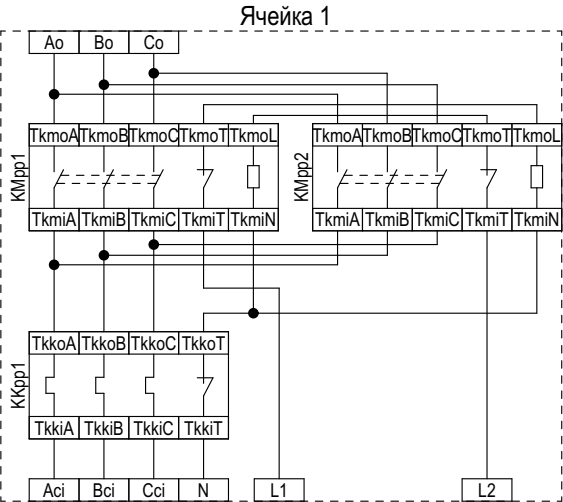 Ячейка 1
Ao Bo Co
TkmoA TkmoB TkmoC TkmoT TkmoL TkmoA TkmoB TkmoC TkmoT TkmoL
KMpp1 KMpp2
TkmiA TkmiB TkmiC TkmiT TkmiN TkmiA TkmiB TkmiC TkmiT TkmiN
TkkoA TkkoB TkkoC TkkoT
KKpp1
TkkiA TkkiB TkkiC TkkiT
Aci Bci Cci N L1 L2